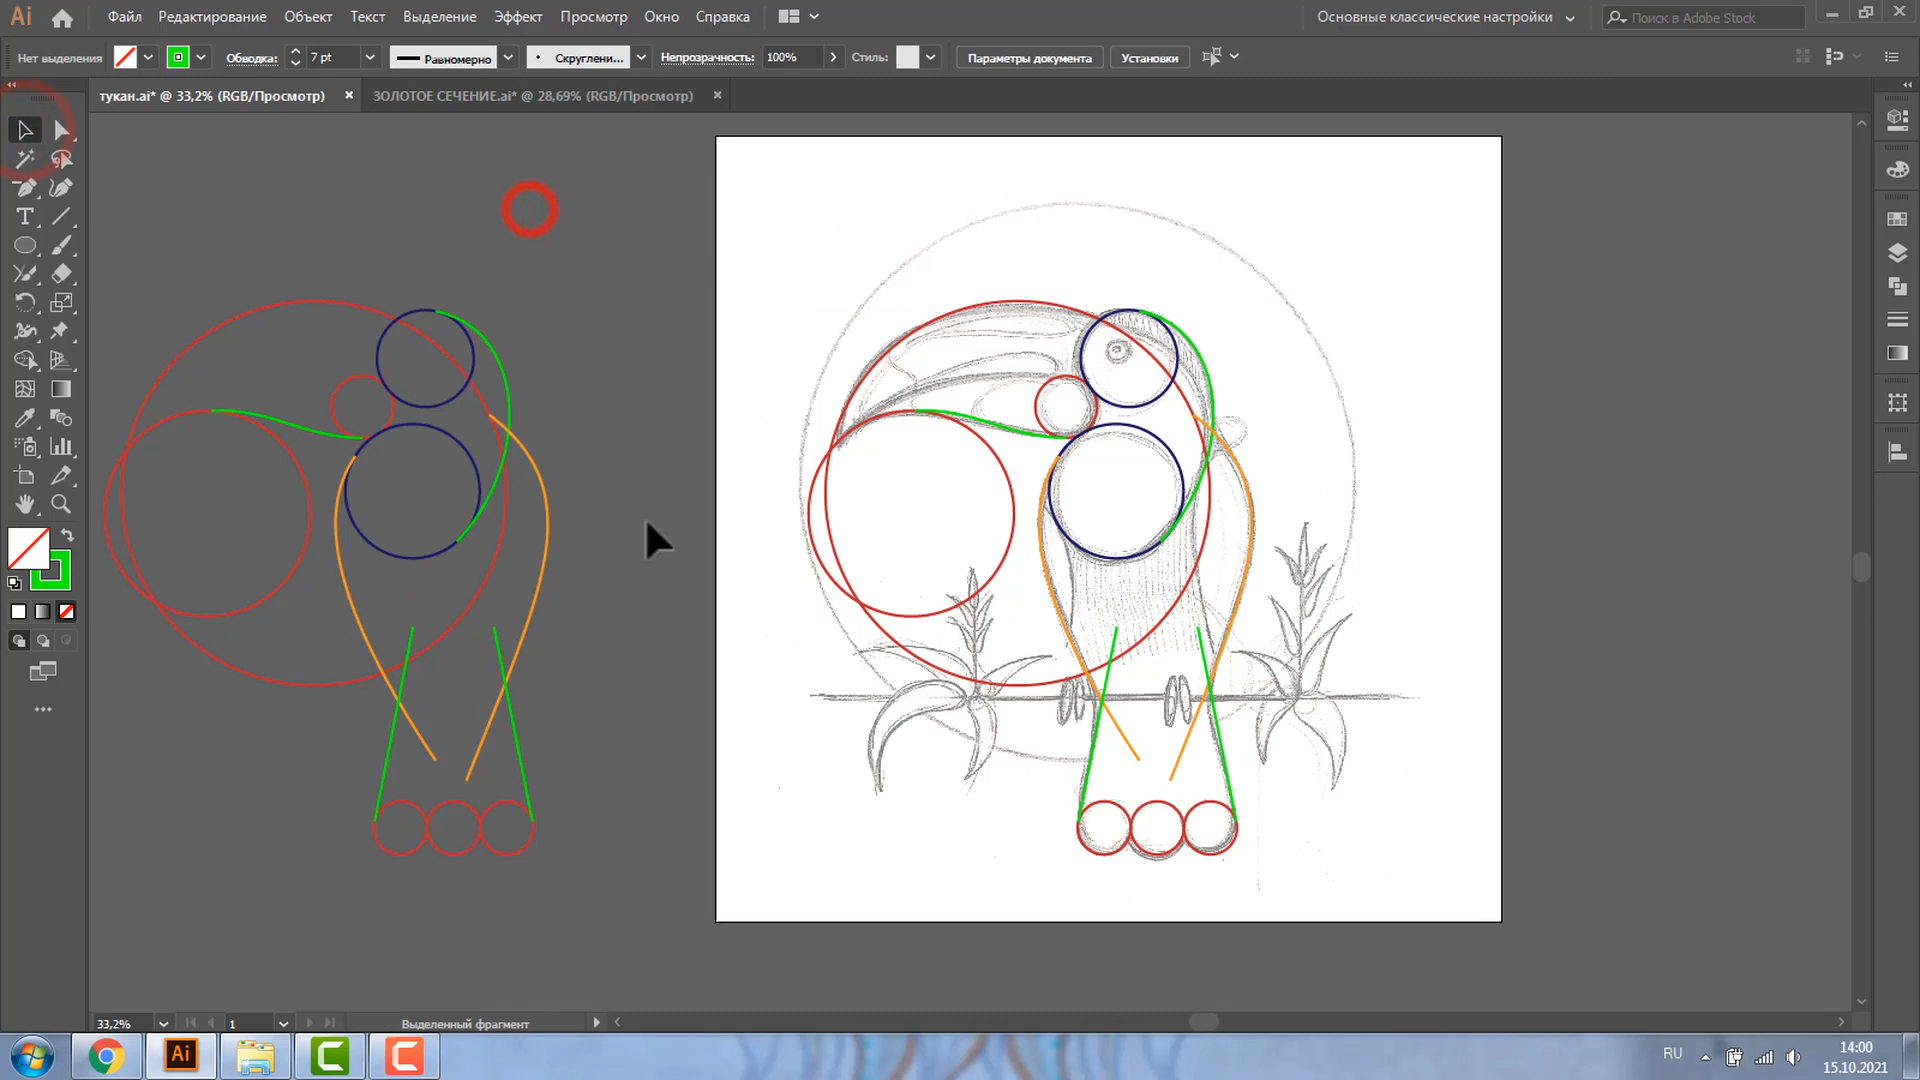 Ai Файл Редактирование Объект Текст Выделение Эффект Просмотр Окно Справка Основные классические настройки Поиск в Adobe Stock
Нет выделения Обводка: 7 pt Равномерно Скруглени... Непрозрачность: 100% Стиль: Параметры документа Установки
тукан.ai* @ 33,2% (RGB/Просмотр) ЗОЛОТОЕ СЕЧЕНИЕ.ai* @ 28,69% (RGB/Просмотр)
T
33,2% 1 Выделенный фрагмент
Ai C C RU 14:00
15.10.2021